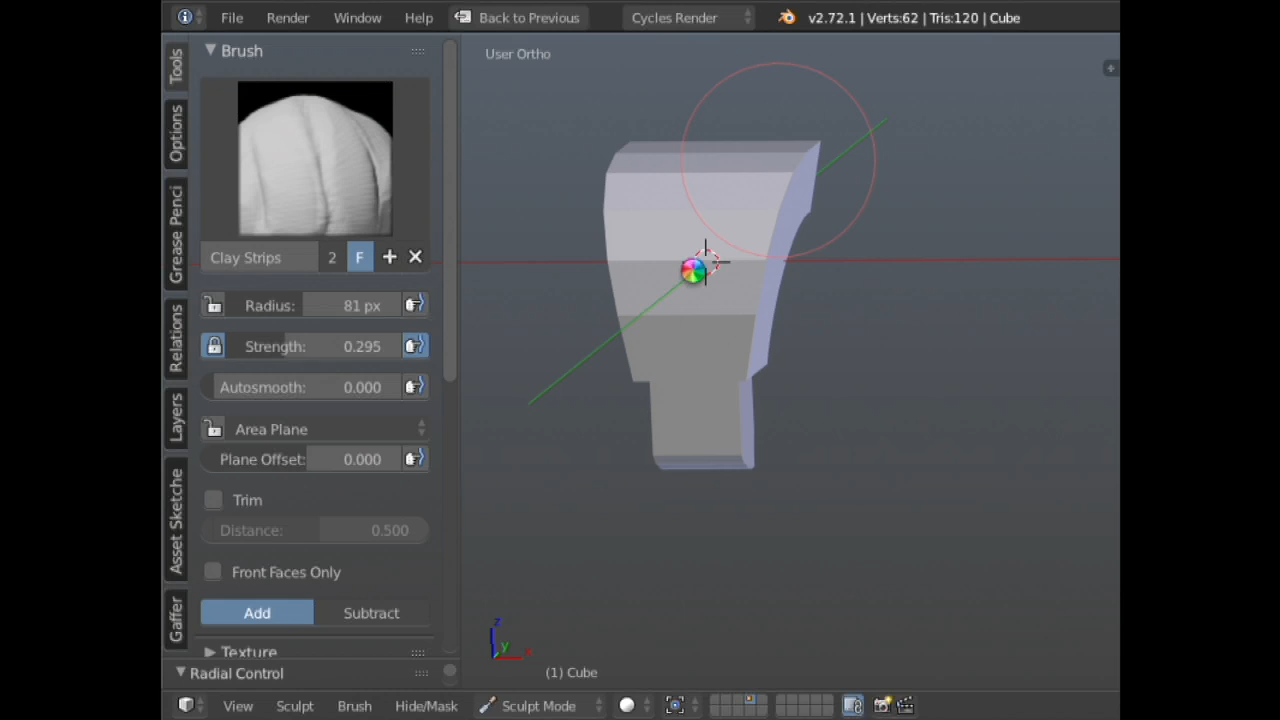 File Render Window Help Back to Previous Cycles Render v2.72.1 | Verts:62 | Tris:120 | Cube
Brush
User Ortho
Tools
Options
Grease Penci
Relations
Layers
Asset Sketche
Gaffer
Clay Strips 2 F
Radius: 81 px
Strength: 0.295
Autosmooth: 0.000
Area Plane
Plane Offset: 0.000
Trim
Distance: 0.500
Front Faces Only
Add Subtract
Texture
Radial Control
z
y
x
(1) Cube
View Sculpt Brush Hide/Mask Sculpt Mode